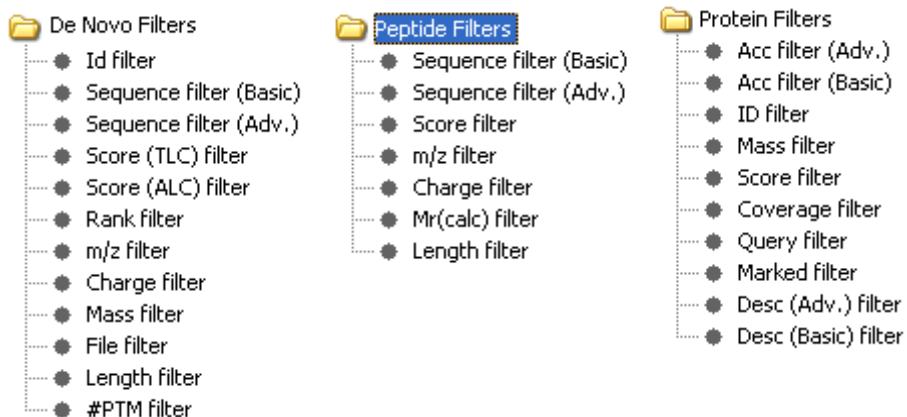 De Novo Filters
Id filter
Sequence filter (Basic)
Sequence filter (Adv.)
Score (TLC) filter
Score (ALC) filter
Rank filter
m/z filter
Charge filter
Mass filter
File filter
Length filter
#PTM filter
Peptide Filters
Sequence filter (Basic)
Sequence filter (Adv.)
Score filter
m/z filter
Charge filter
Mr(calc) filter
Length filter
Protein Filters
Acc filter (Adv.)
Acc filter (Basic)
ID filter
Mass filter
Score filter
Coverage filter
Query filter
Marked filter
Desc (Adv.) filter
Desc (Basic) filter